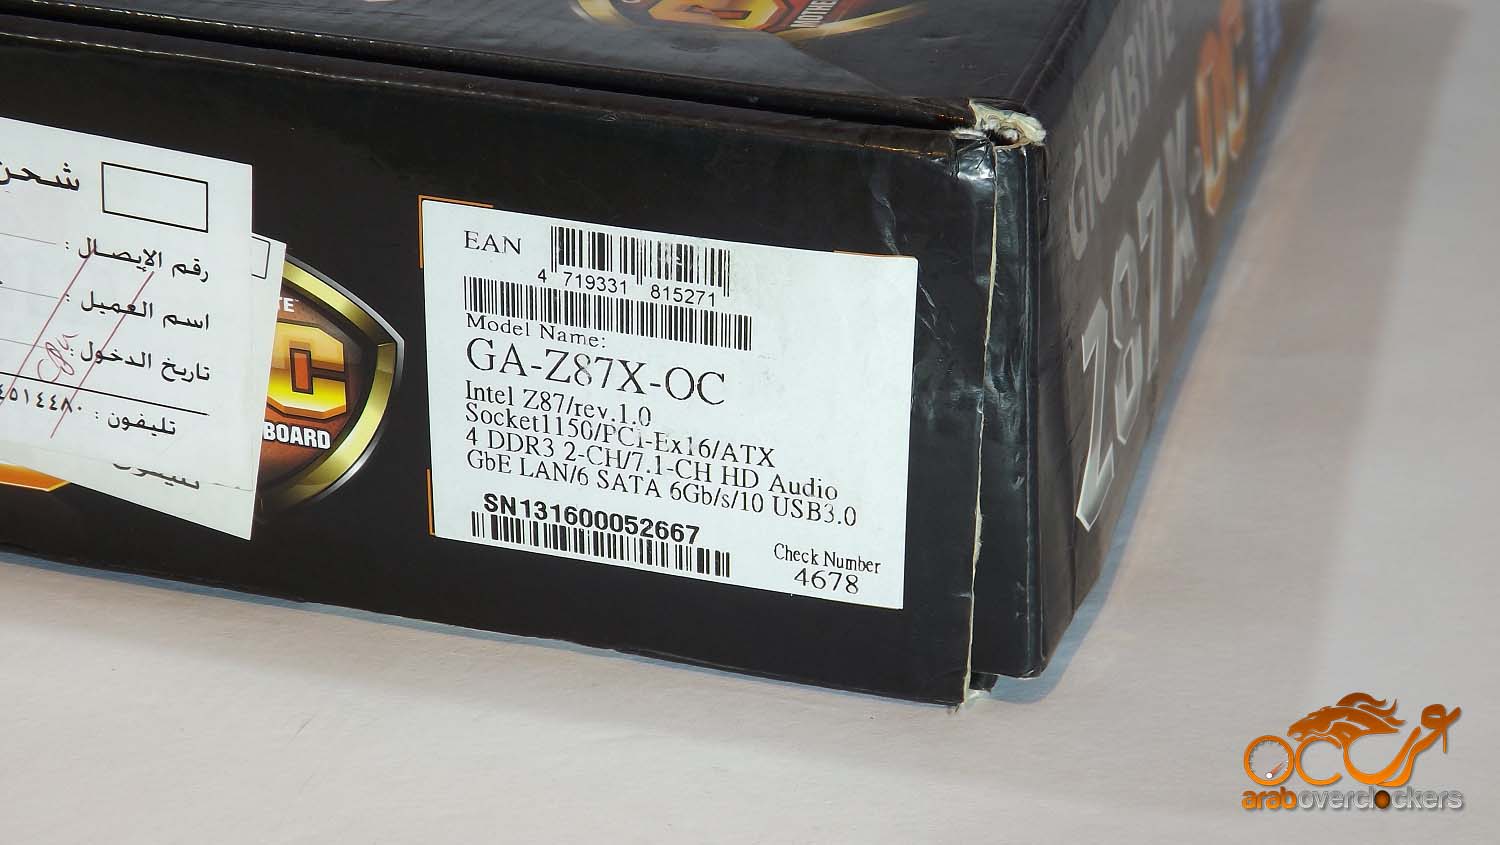 شحن
رقم الإيصال :
اسم العميل :
تاريخ الدخول :
تليفون :
BOARD
EAN
4 719331 815271
Model Name:
GA-Z87X-OC
Intel Z87/rev.1.0
Socket1150/PCI-Ex16/ATX
4 DDR3 2-CH/7.1-CH HD Audio
GbE LAN/6 SATA 6Gb/s/10 USB3.0
SN131600052667
Check Number
4678
GIGABYTE
Z87X-OC
arab overclockers